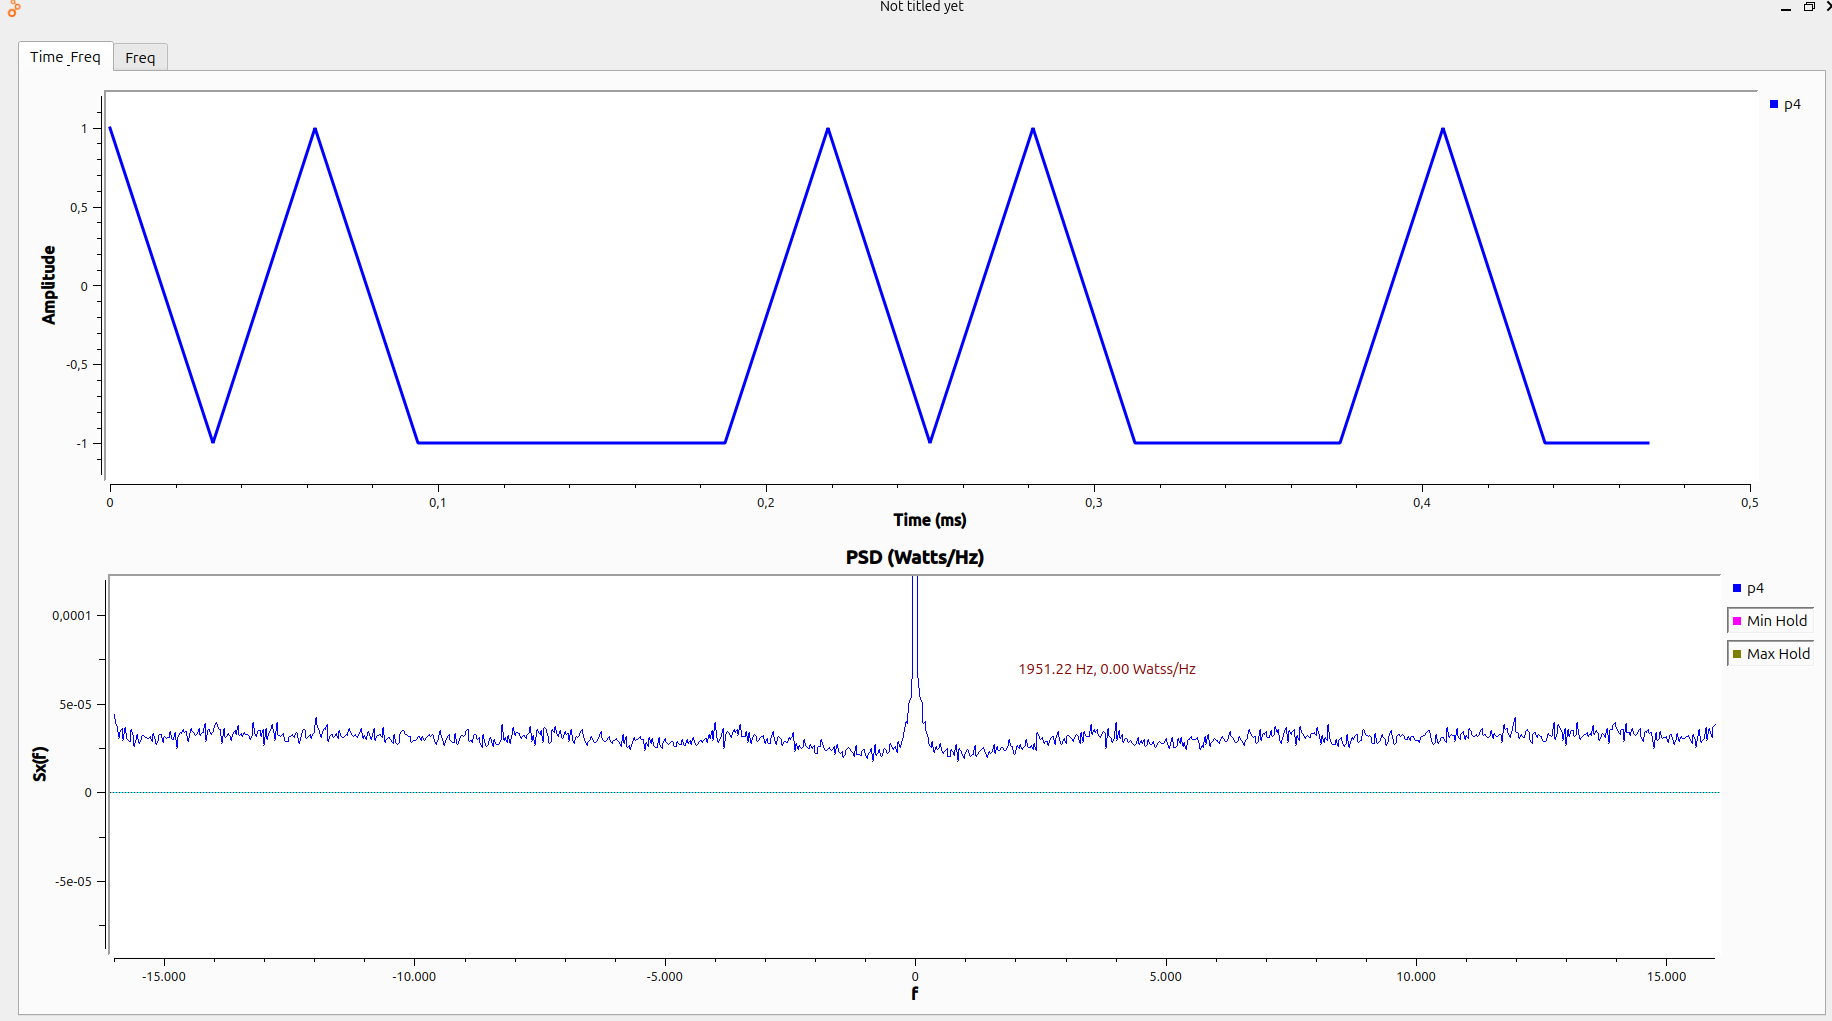 Not titled yet
Time_Freq
Freq
p4
1
0,5
0
-0,5
-1
Amplitude
0
0,1
0,2
0,3
0,4
0,5
Time (ms)
PSD (Watts/Hz)
p4
Min Hold
Max Hold
0,0001
5e-05
0
-5e-05
Sx(f)
1951.22 Hz, 0.00 Watss/Hz
-15.000
-10.000
-5.000
0
5.000
10.000
15.000
f